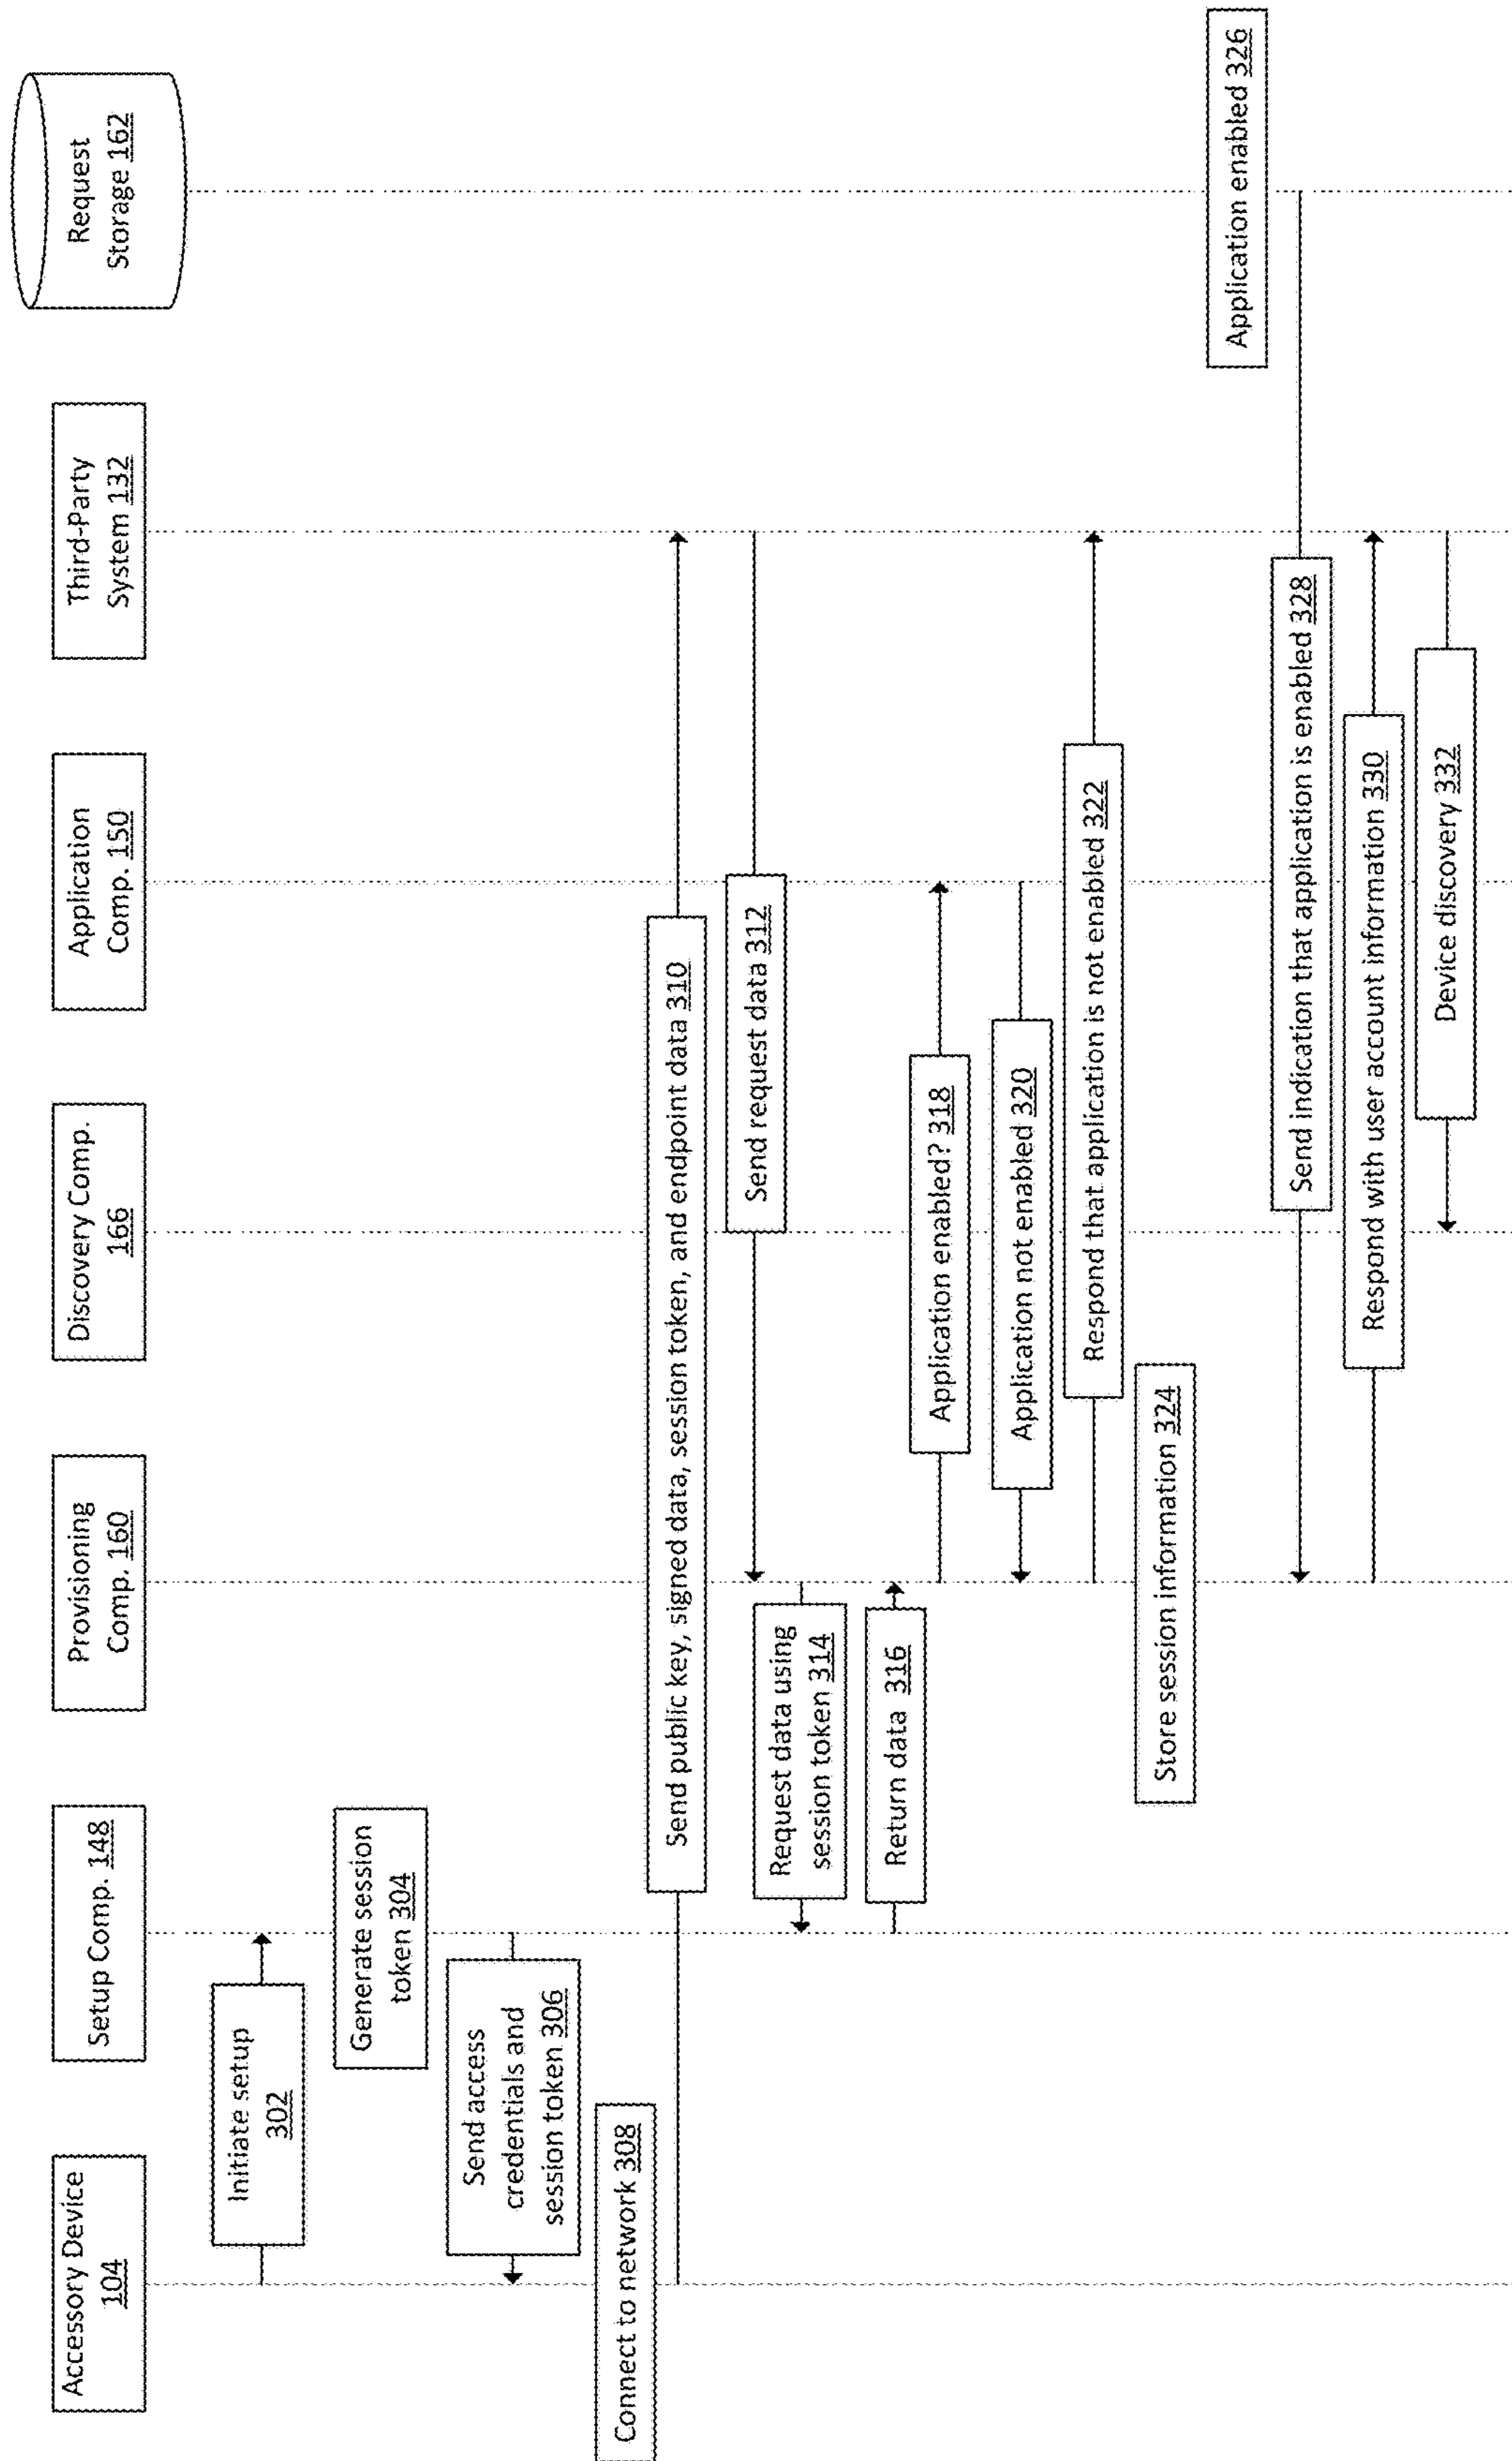 Accessory Device
104
Setup Comp. 148
Provisioning
Comp. 160
Discovery Comp.
166
Application
Comp. 150
Third-Party
System 132
Request
Storage 162
Initiate setup
302
Generate session
token 304
Send access
credentials and
session token 306
Connect to network 308
Send public key, signed data, session token, and endpoint data 310
Send request data 312
Request data using
session token 314
Return data 316
Application enabled? 318
Application not enabled 320
Respond that application is not enabled 322
Store session information 324
Application enabled 326
Send indication that application is enabled 328
Respond with user account information 330
Device discovery 332